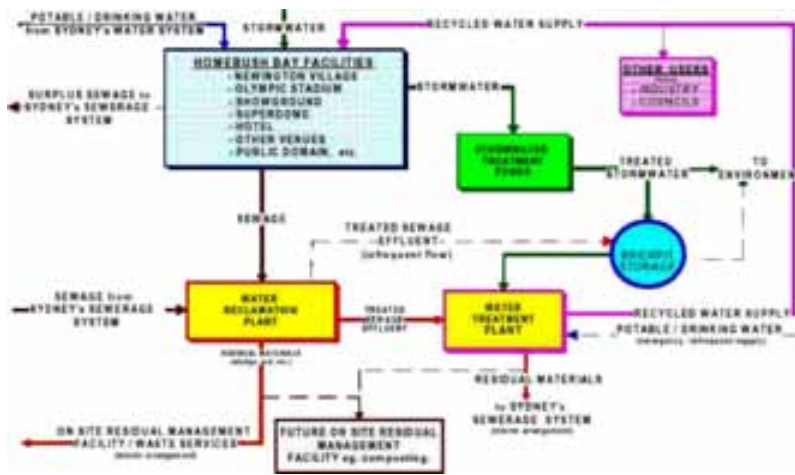 POTABLE / DRINKING WATER
from SYDNEY's WATER SYSTEM
STORMWATER
RECYCLED WATER SUPPLY
HOMEBUSH BAY FACILITIES
- NEWINGTON VILLAGE
- OLYMPIC STADIUM
- SHOWGROUND
- SUPERDOME
- HOTEL
- OTHER VENUES
- PUBLIC DOMAIN, etc.
OTHER USERS
- INDUSTRY
- COUNCILS
SURPLUS SEWAGE to
SYDNEY's SEWERAGE
SYSTEM
STORMWATER
STORMWATER
TREATMENT
PONDS
TREATED
STORMWATER
TO
ENVIRONMENT
SEWAGE
TREATED SEWAGE
EFFLUENT
(infrequent flow)
BRICKPIT
STORAGE
SEWAGE from
SYDNEY's SEWERAGE
SYSTEM
WATER
RECLAMATION
PLANT
TREATED
SEWAGE
EFFLUENT
WATER
TREATMENT
PLANT
RECYCLED WATER SUPPLY
POTABLE / DRINKING WATER
RESIDUAL MATERIALS
RESIDUAL MATERIALS
to SYDNEY's
SEWERAGE SYSTEM
ON SITE RESIDUAL MANAGEMENT
FACILITY / WASTE SERVICES
FUTURE ON SITE RESIDUAL
MANAGEMENT
FACILITY eg. composting.